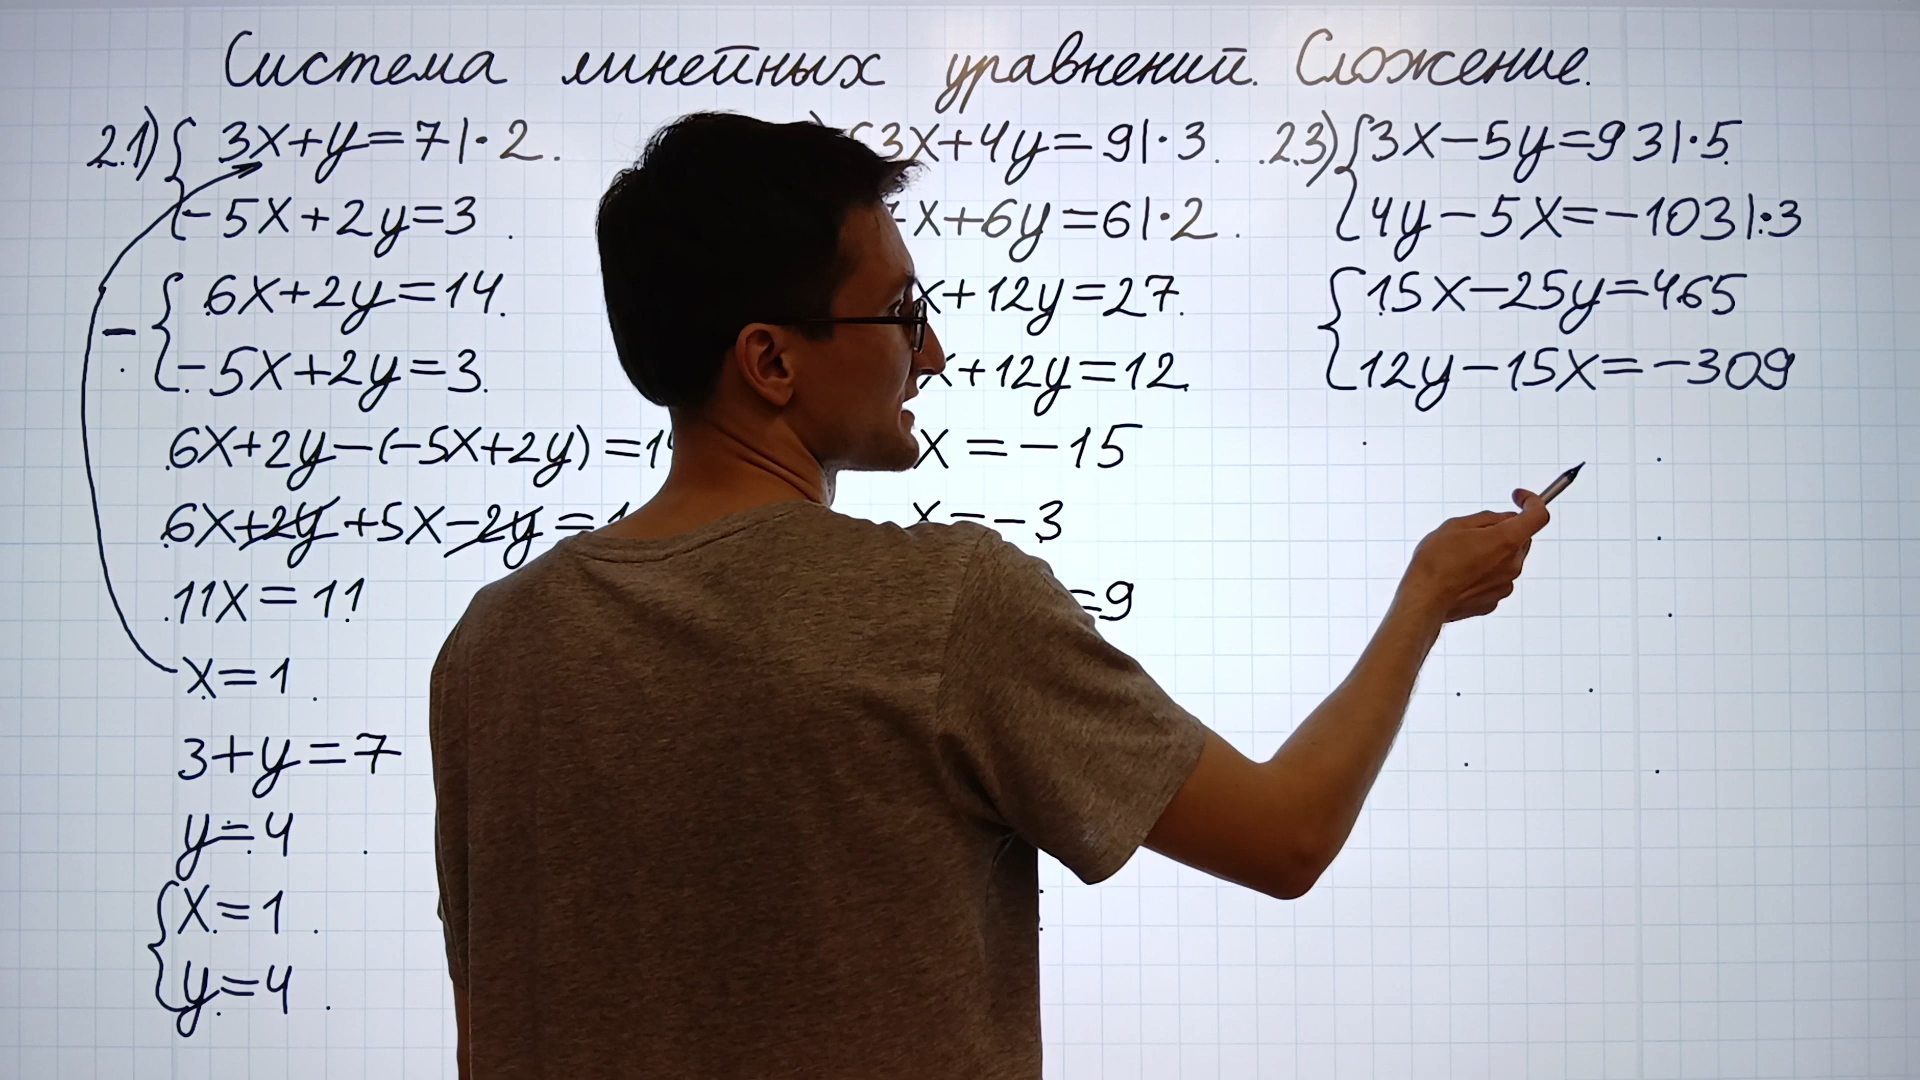 Система линейных уравнений. Сложение.
2.1) { 3x+y=7 |·2
-5x+2y=3
- { 6x+2y=14
-5x+2y=3
6x+2y-(-5x+2y)=1
6x+2y+5x-2y=1
11x=11
x=1
3+y=7
y=4
{ x=1
y=4
) { 3x+4y=9 |·3
x+6y=6 |·2
x+12y=27
x+12y=12
x=-15
x=-3
=9
2.3) { 3x-5y=93 |·5
4y-5x=-103 |·3
{ 15x-25y=465
12y-15x=-309